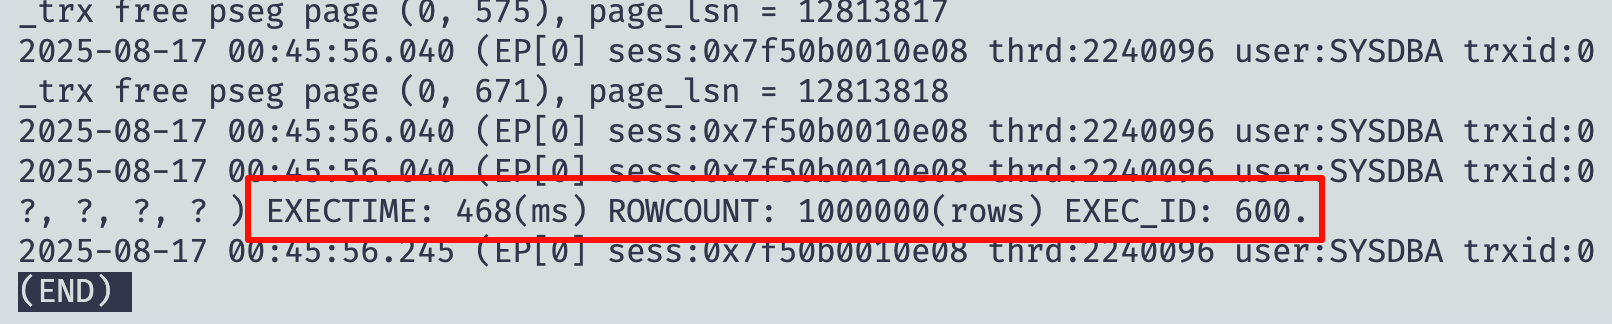 _trx free pseg page (0, 575), page_lsn = 12813817
2025-08-17 00:45:56.040 (EP[0] sess:0x7f50b0010e08 thrd:2240096 user:SYSDBA trxid:0
_trx free pseg page (0, 671), page_lsn = 12813818
2025-08-17 00:45:56.040 (EP[0] sess:0x7f50b0010e08 thrd:2240096 user:SYSDBA trxid:0
2025-08-17 00:45:56.040 (EP[0] sess:0x7f50b0010e08 thrd:2240096 user:SYSDBA trxid:0
?, ?, ?, ? ) EXECTIME: 468(ms) ROWCOUNT: 1000000(rows) EXEC_ID: 600.
2025-08-17 00:45:56.245 (EP[0] sess:0x7f50b0010e08 thrd:2240096 user:SYSDBA trxid:0
(END)